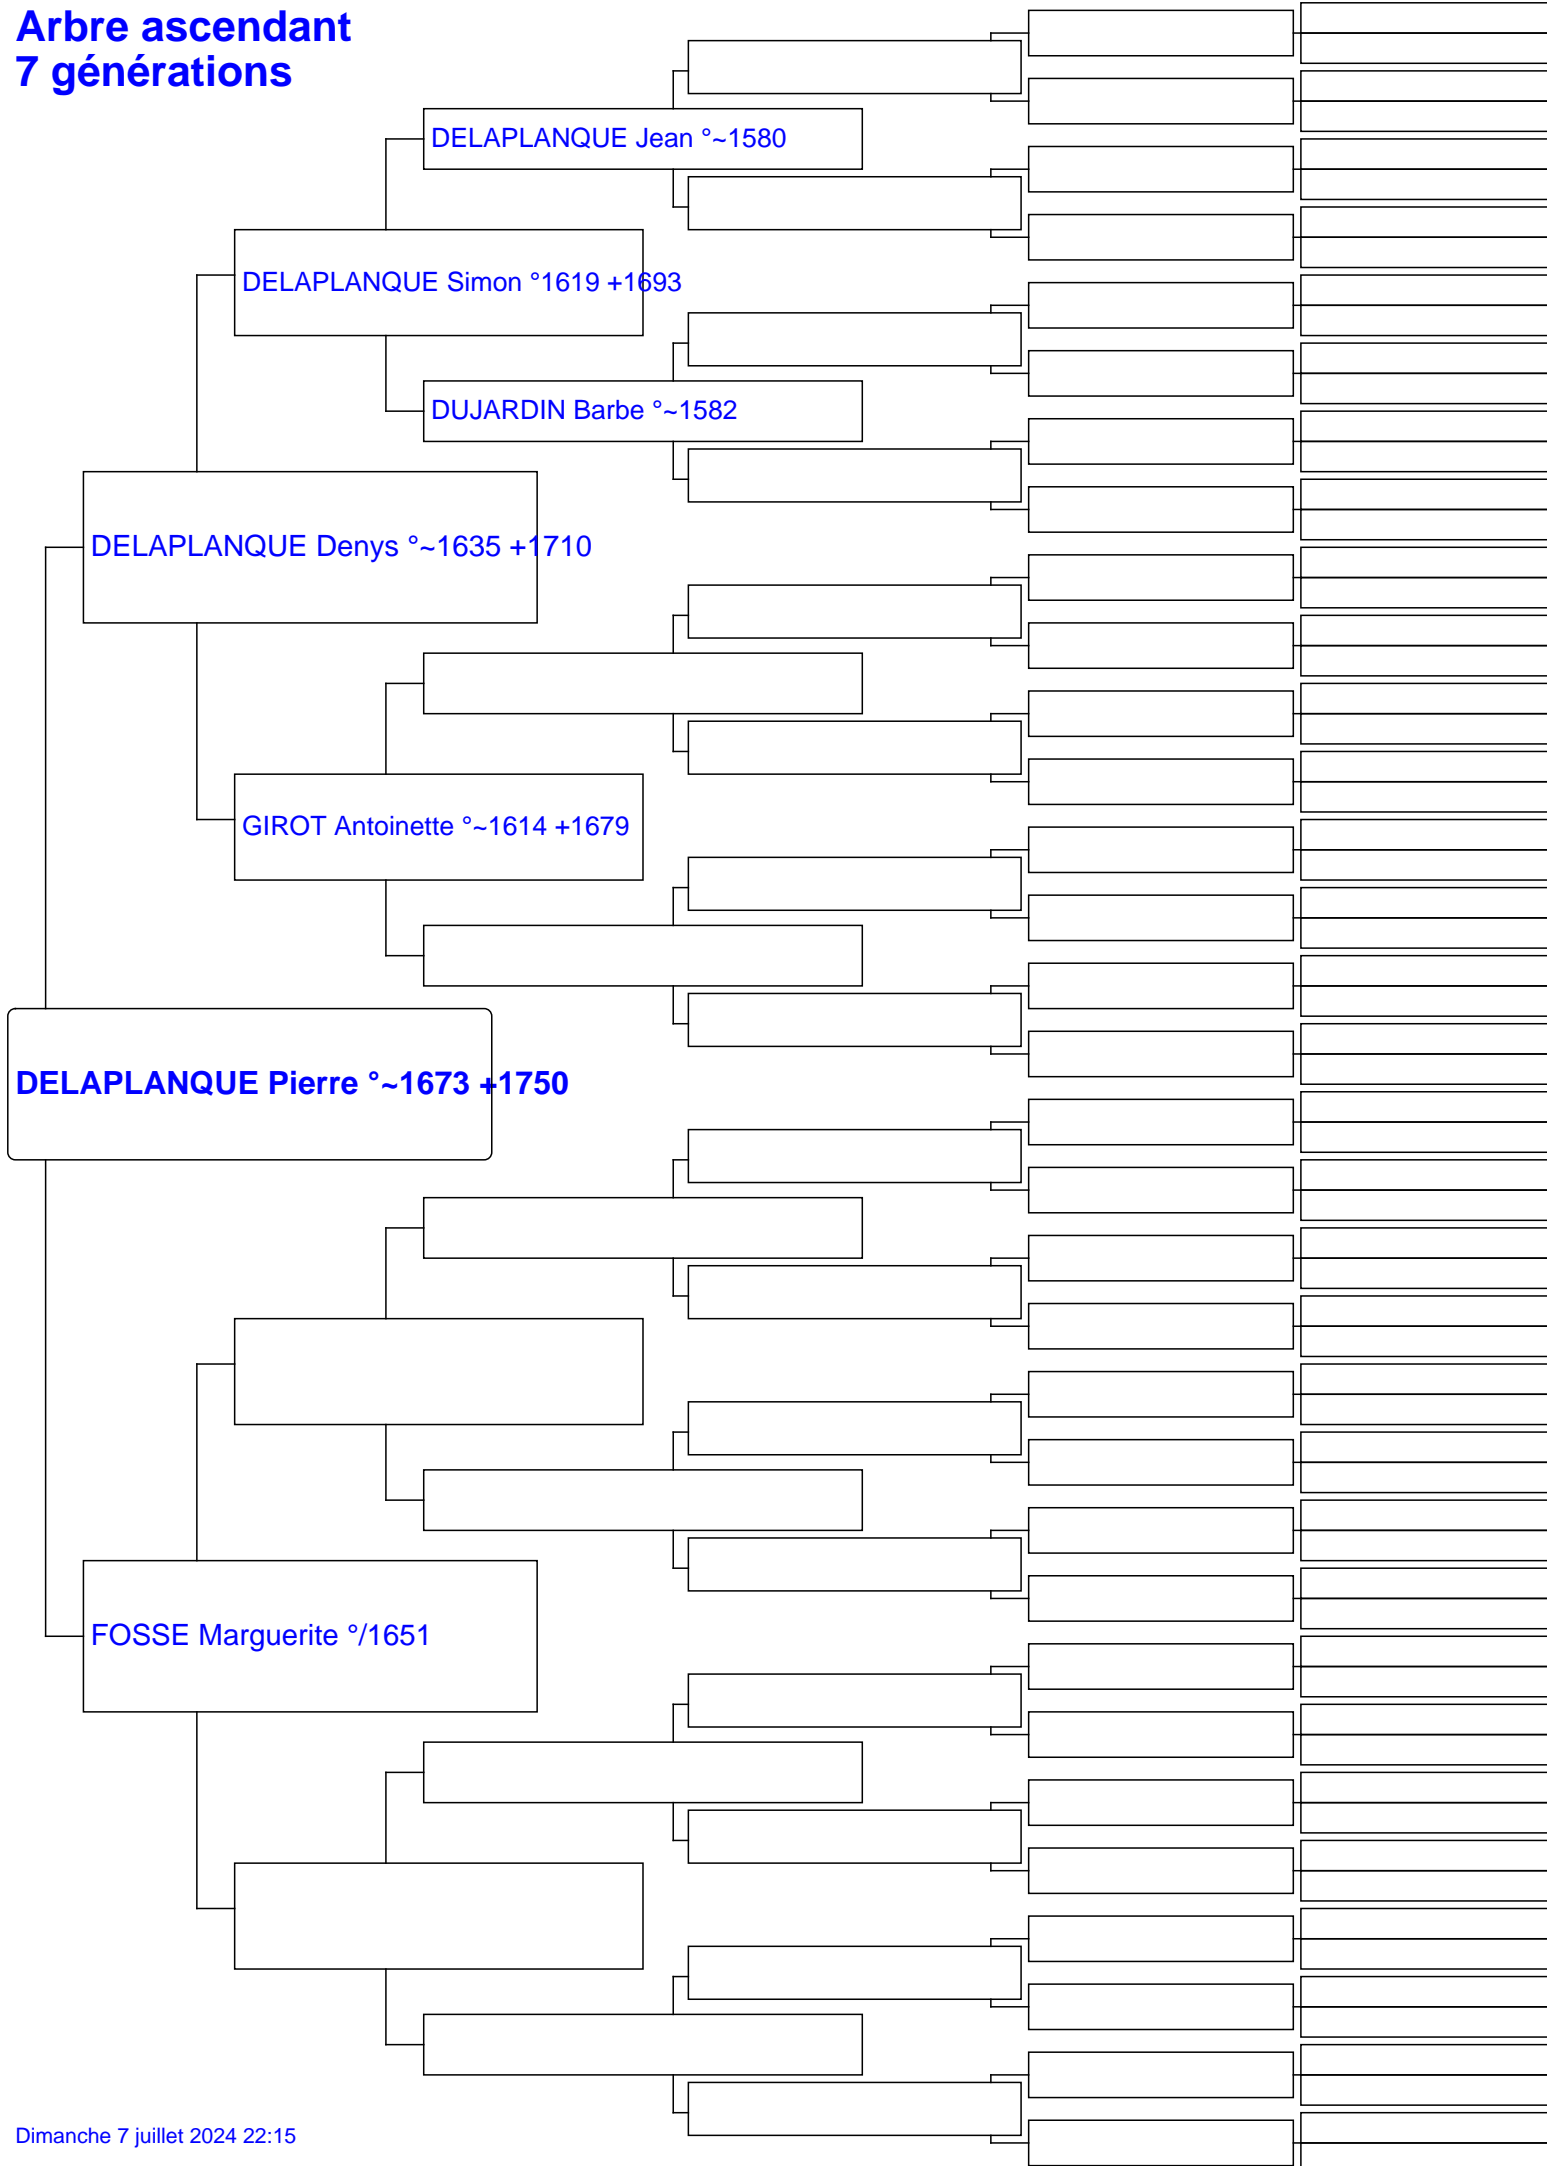 Arbre ascendant
7 générations
DELAPLANQUE Jean °~1580
DELAPLANQUE Simon °1619 +1693
DUJARDIN Barbe °~1582
DELAPLANQUE Denys °~1635 +1710
GIROT Antoinette °~1614 +1679
DELAPLANQUE Pierre °~1673 +1750
FOSSE Marguerite °/1651
Dimanche 7 juillet 2024 22:15